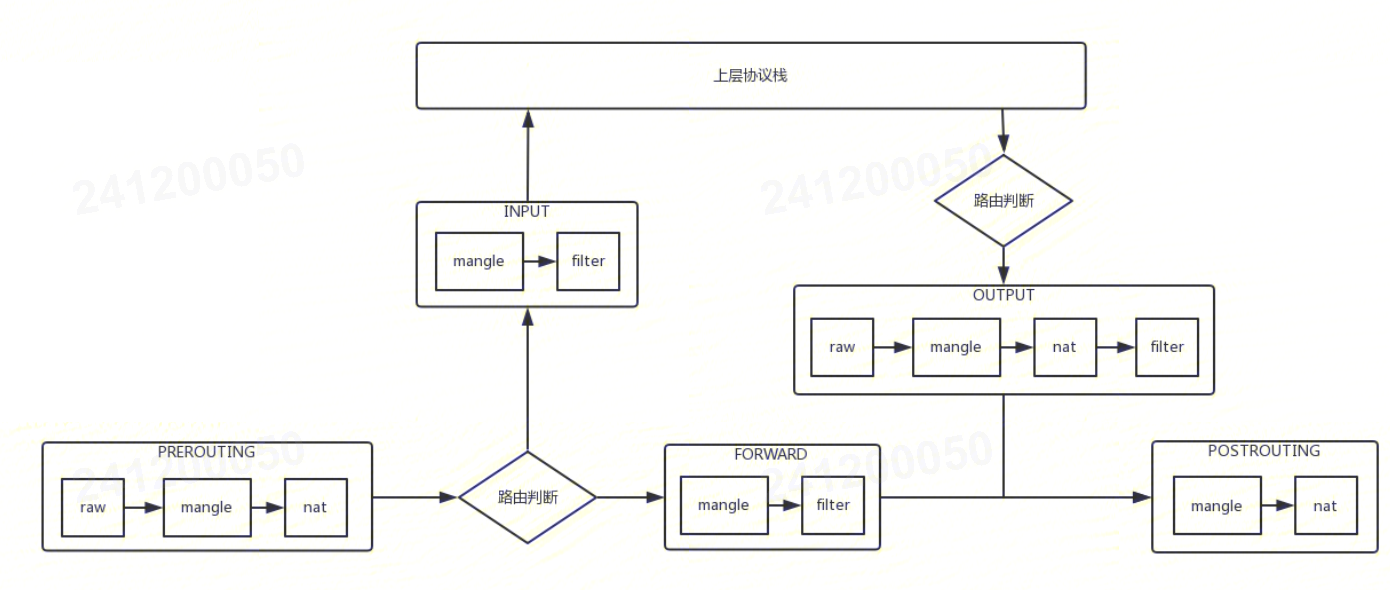 上层协议栈
241200050
241200050
路由判断
INPUT
mangle
filter
OUTPUT
raw
mangle
nat
filter
PREROUTING
raw
mangle
nat
241200050
路由判断
FORWARD
mangle
filter
241200050
POSTROUTING
mangle
nat